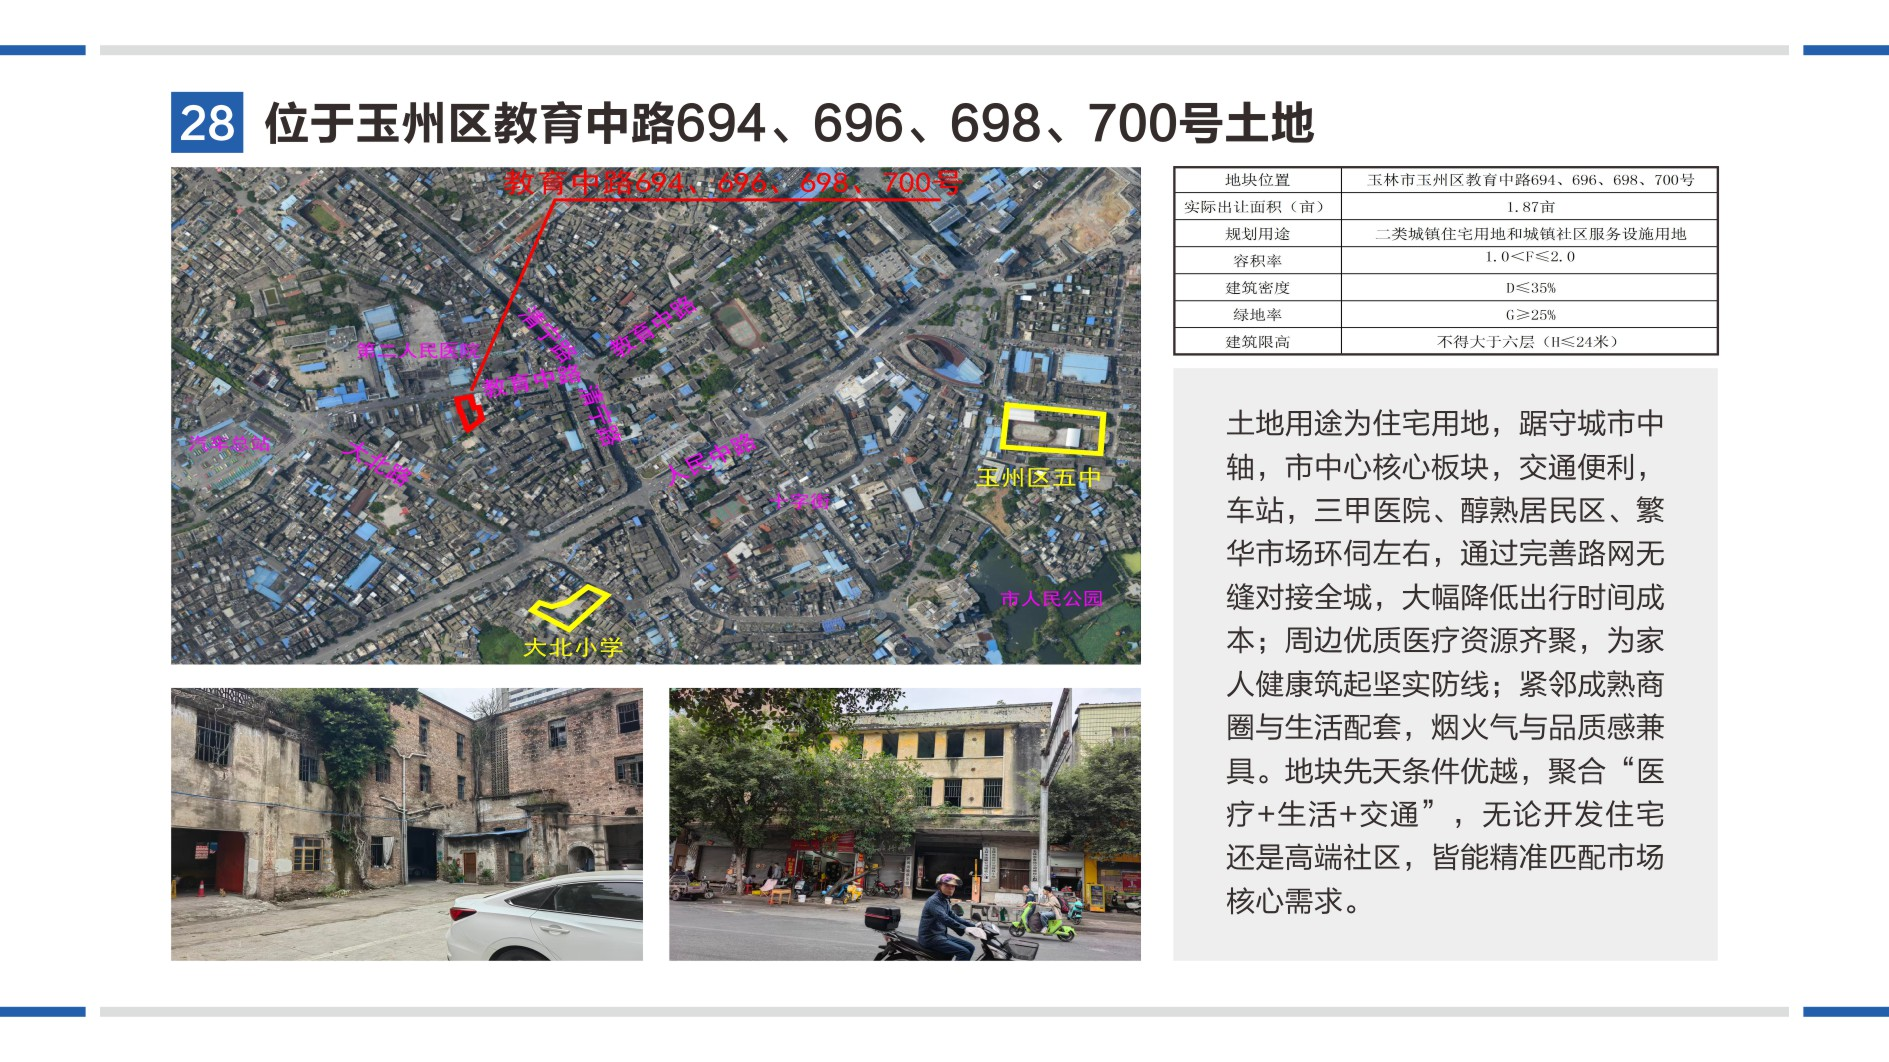 28 位于玉州区教育中路694、696、698、700号土地
教育中路694、696、698、700号
清宁路
教育中路
第二人民医院
教育中路
清宁路
汽车总站
大北路
人民中路
十字街
玉州区五中
市人民公园
大北小学
地块位置 玉林市玉州区教育中路694、696、698、700号
实际出让面积（亩） 1.87亩
规划用途 二类城镇住宅用地和城镇社区服务设施用地
容积率 1.0<F≤2.0
建筑密度 D≤35%
绿地率 G≥25%
建筑限高 不得大于六层（H≤24米）
土地用途为住宅用地，踞守城市中
轴，市中心核心板块，交通便利，
车站，三甲医院、醇熟居民区、繁
华市场环伺左右，通过完善路网无
缝对接全城，大幅降低出行时间成
本；周边优质医疗资源齐聚，为家
人健康筑起坚实防线；紧邻成熟商
圈与生活配套，烟火气与品质感兼
具。地块先天条件优越，聚合“医
疗+生活+交通”，无论开发住宅
还是高端社区，皆能精准匹配市场
核心需求。